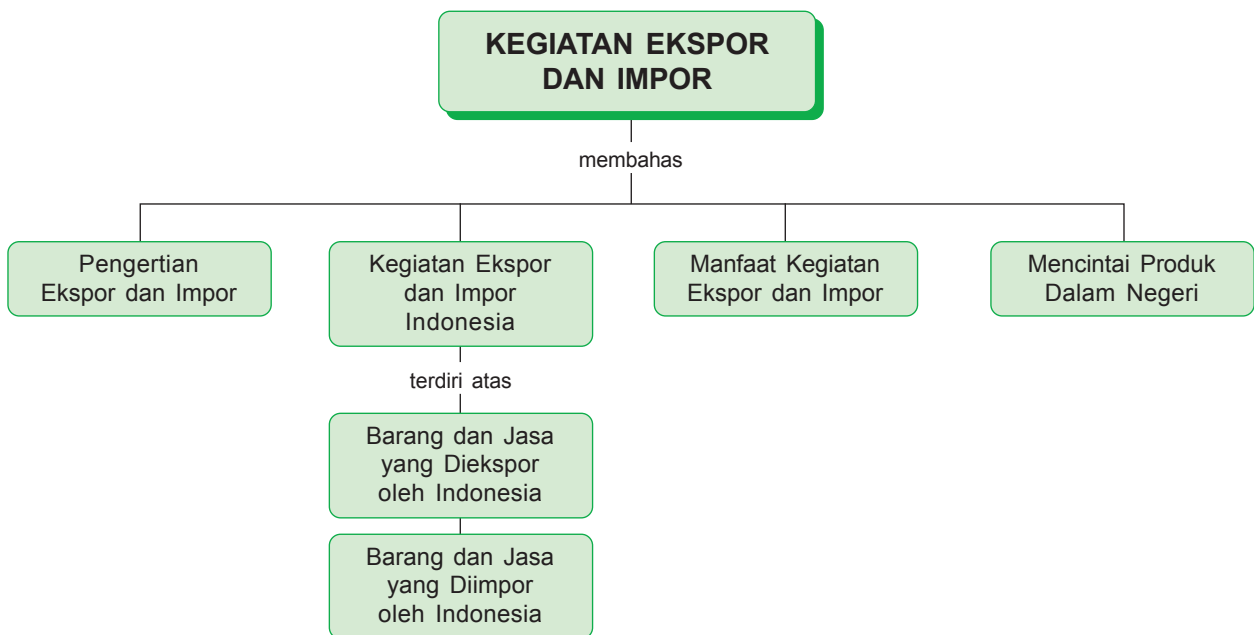 KEGIATAN EKSPOR
DAN IMPOR
membahas
Pengertian
Ekspor dan Impor
Kegiatan Ekspor
dan Impor
Indonesia
Manfaat Kegiatan
Ekspor dan Impor
Mencintai Produk
Dalam Negeri
terdiri atas
Barang dan Jasa
yang Diekspor
oleh Indonesia
Barang dan Jasa
yang Diimpor
oleh Indonesia